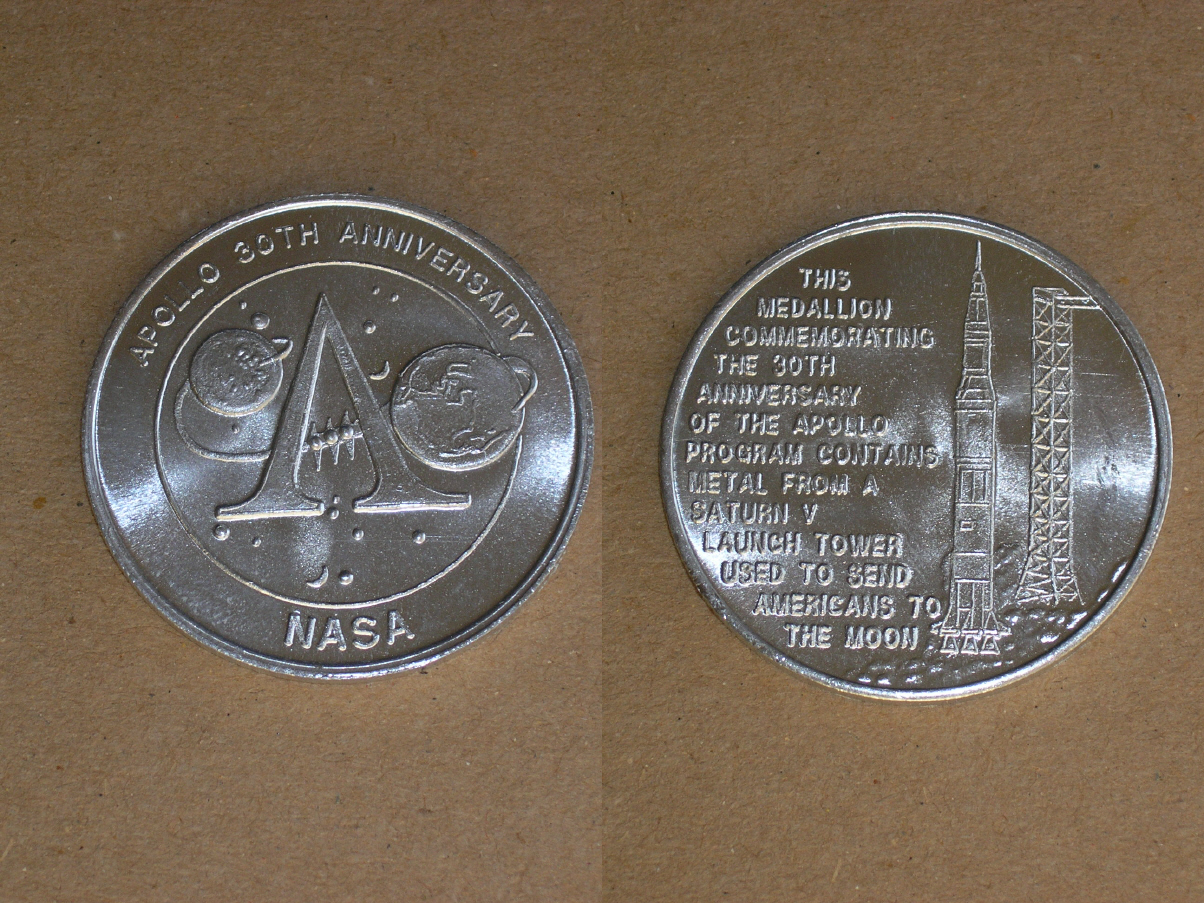 APOLLO 30TH ANNIVERSARY
NASA
THIS
MEDALLION
COMMEMORATING
THE 30TH
ANNIVERSARY
OF THE APOLLO
PROGRAM CONTAINS
METAL FROM A
SATURN V
LAUNCH TOWER
USED TO SEND
AMERICANS TO
THE MOON